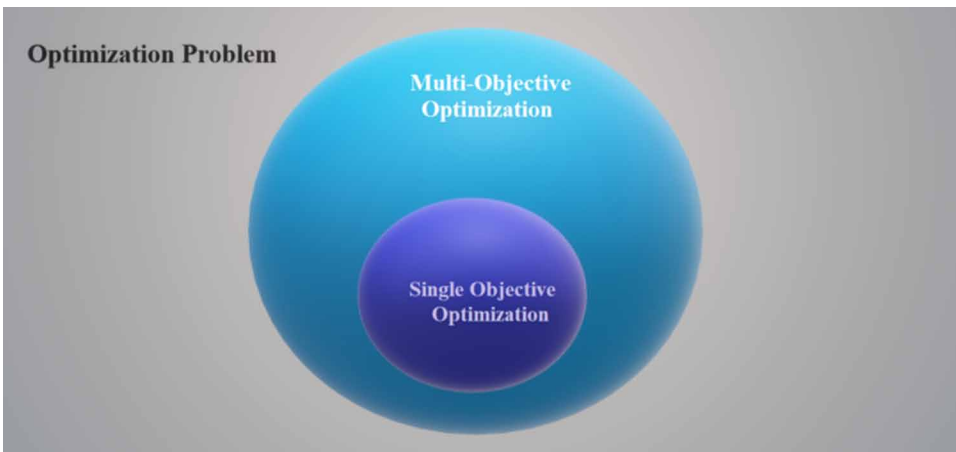 Optimization Problem
Multi-Objective
Optimization
Single Objective
Optimization